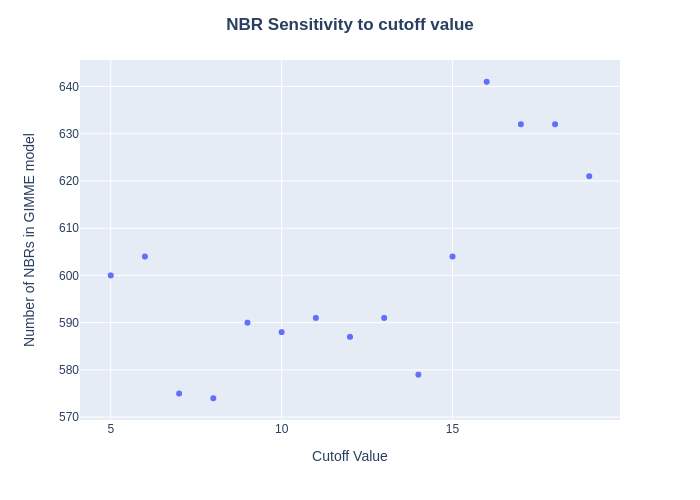 NBR Sensitivity to cutoff value
Number of NBRs in GIMME model
640
630
620
610
600
590
580
570
5 10 15
Cutoff Value